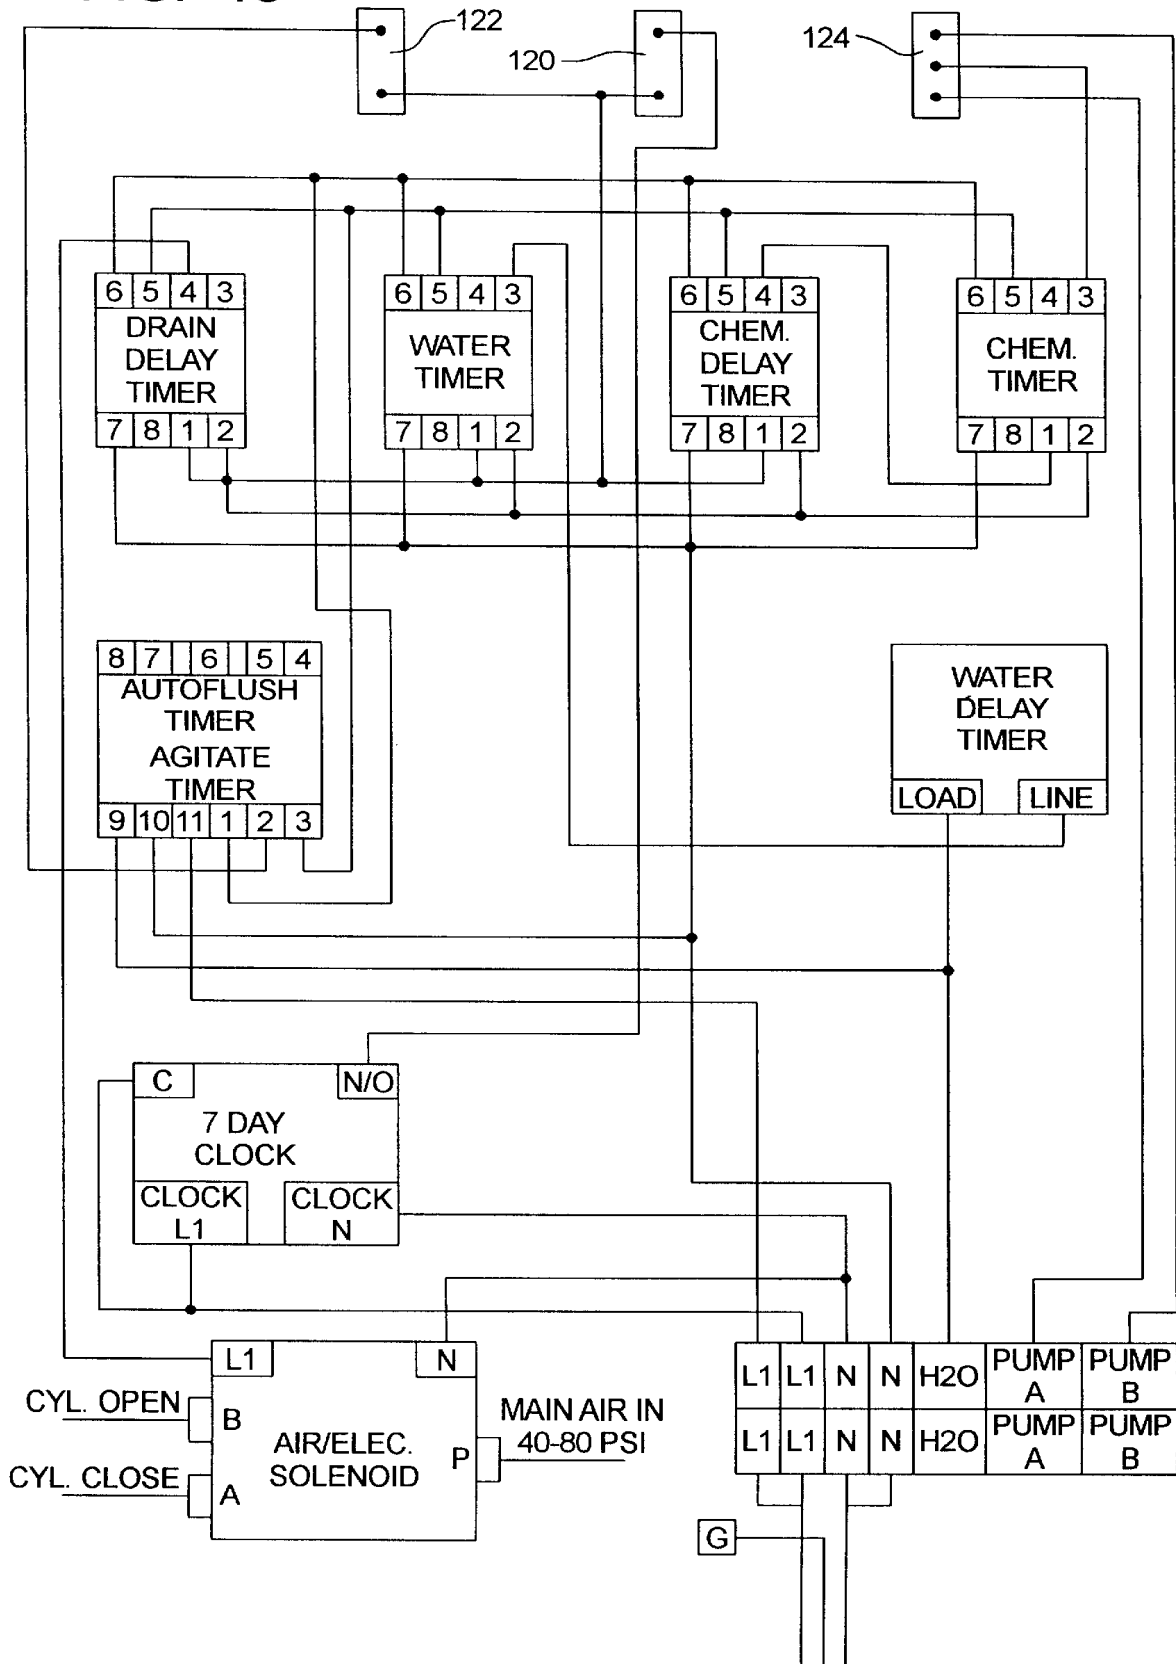 122
120
124
6 5 4 3
DRAIN
DELAY
TIMER
7 8 1 2
6 5 4 3
WATER
TIMER
7 8 1 2
6 5 4 3
CHEM.
DELAY
TIMER
7 8 1 2
6 5 4 3
CHEM.
TIMER
7 8 1 2
8 7 6 5 4
AUTOFLUSH
TIMER
AGITATE
TIMER
9 10 11 1 2 3
WATER
DELAY
TIMER
LOAD LINE
C N/O
7 DAY
CLOCK
CLOCK
L1
CLOCK
N
L1 N
CYL. OPEN
B
CYL. CLOSE
A
AIR/ELEC.
SOLENOID
P
MAIN AIR IN
40-80 PSI
L1 L1 N N H2O PUMP A PUMP B
L1 L1 N N H2O PUMP A PUMP B
G